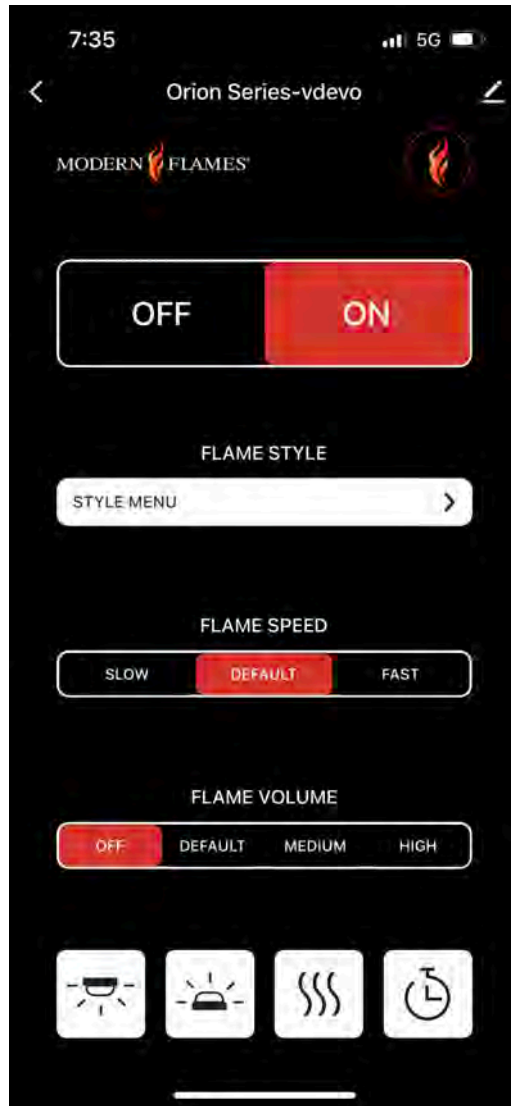 7:35 5G
Orion Series-vdevo
MODERN FLAMES®
OFF ON
FLAME STYLE
STYLE MENU
FLAME SPEED
SLOW DEFAULT FAST
FLAME VOLUME
OFF DEFAULT MEDIUM HIGH